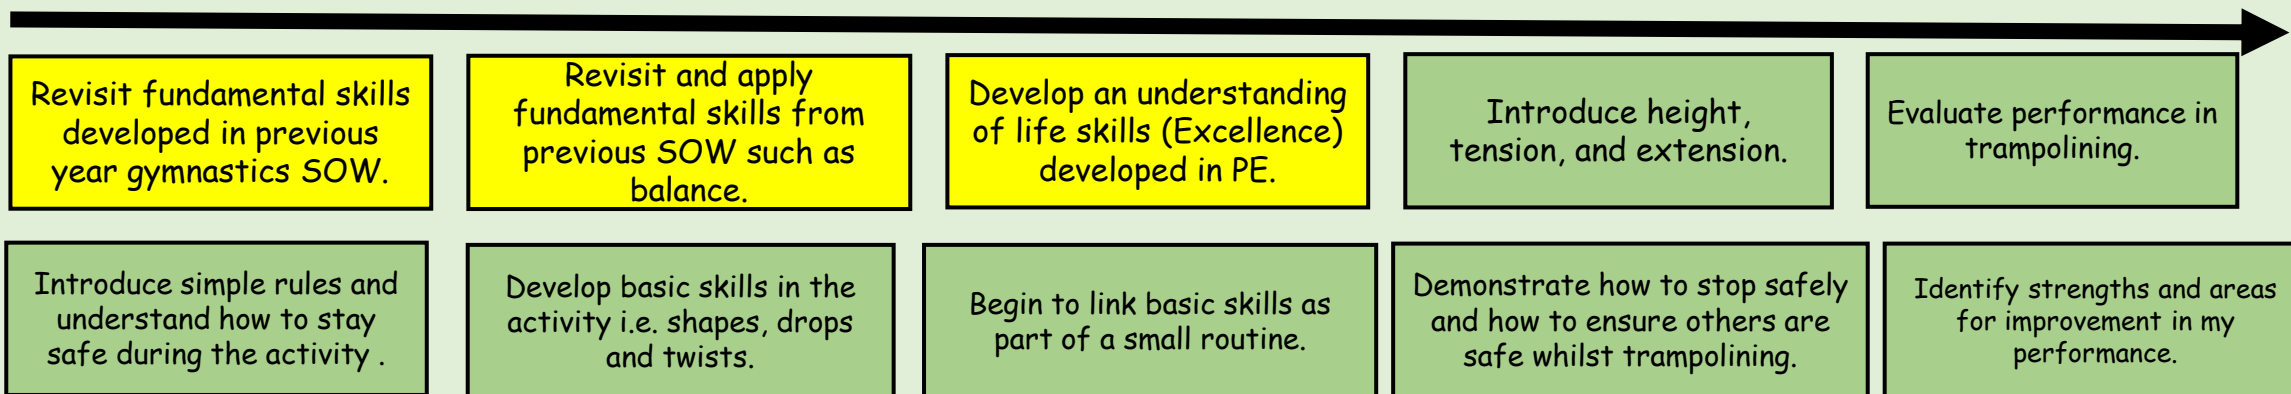 Revisit fundamental skills
developed in previous
year gymnastics SOW.
Revisit and apply
fundamental skills from
previous SOW such as
balance.
Develop an understanding
of life skills (Excellence)
developed in PE.
Introduce height,
tension, and extension.
Evaluate performance in
trampolining.
Introduce simple rules and
understand how to stay
safe during the activity .
Develop basic skills in the
activity i.e. shapes, drops
and twists.
Begin to link basic skills as
part of a small routine.
Demonstrate how to stop safely
and how to ensure others are
safe whilst trampolining.
Identify strengths and areas
for improvement in my
performance.